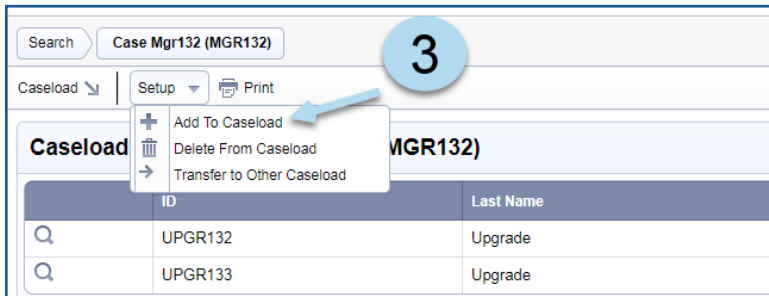 Search Case Mgr132 (MGR132)
3
Caseload Setup Print
Add To Caseload
Caseload MGR132)
Delete From Caseload
Transfer to Other Caseload
ID Last Name
UPGR132 Upgrade
UPGR133 Upgrade